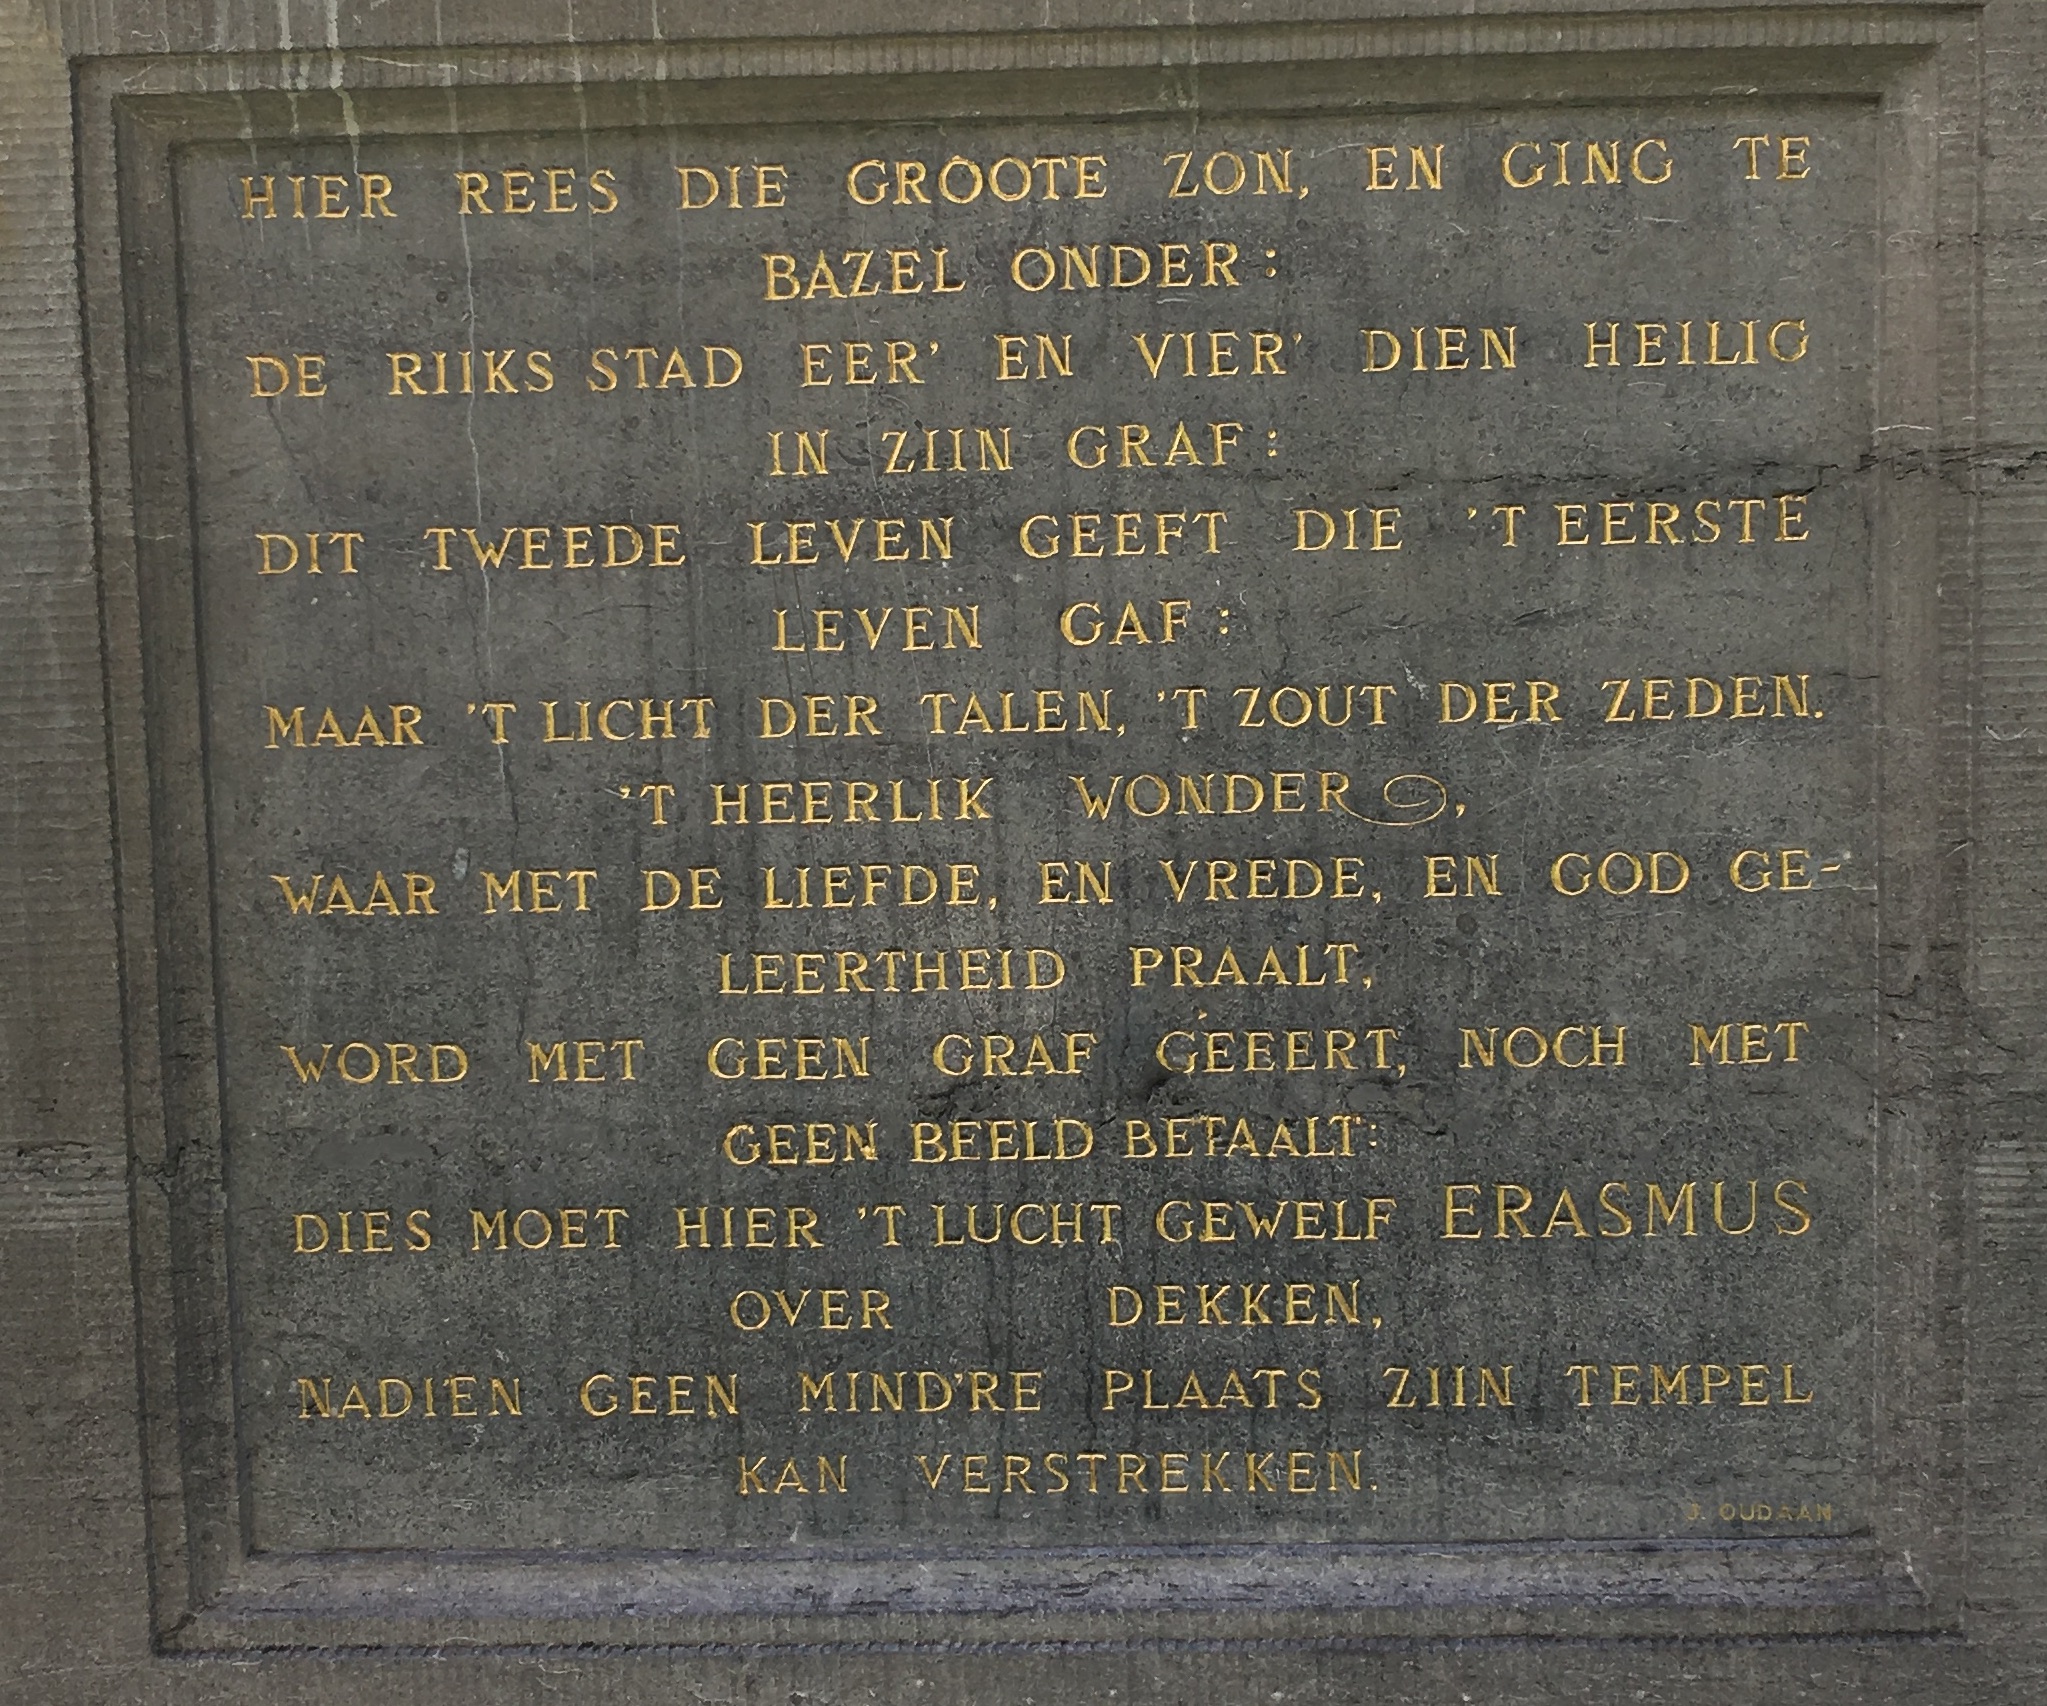 HIER REES DIE GROOTE ZON, EN GING TE
BAZEL ONDER:
DE RIIKS STAD EER' EN VIER' DIEN HEILIG
IN ZIIN GRAF:
DIT TWEEDE LEVEN GEEFT DIE 'T EERSTE
LEVEN GAF:
MAAR 'T LICHT DER TALEN, 'T ZOUT DER ZEDEN.
'T HEERLIK WONDER,
WAAR MET DE LIEFDE, EN VREDE, EN GOD GE-
LEERTHEID PRAALT,
WORD MET GEEN GRAF GEEERT, NOCH MET
GEEN BEELD BETAALT:
DIES MOET HIER 'T LUCHT GEWELF ERASMUS
OVER DEKKEN,
NADIEN GEEN MIND'RE PLAATS ZIIN TEMPEL
KAN VERSTREKKEN.
J. OUDAAN